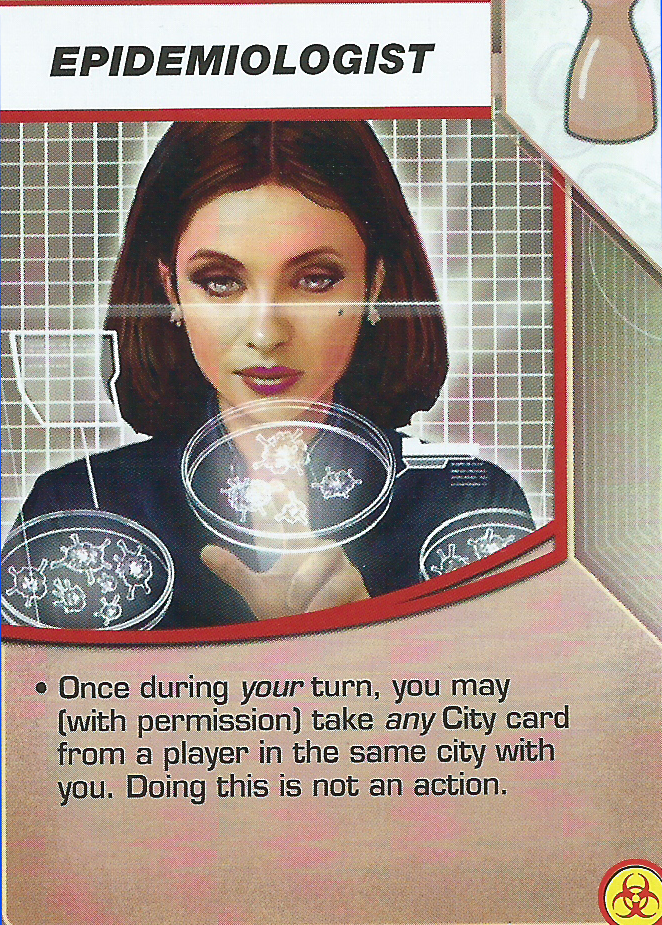 EPIDEMIOLOGIST
• Once during your turn, you may
(with permission) take any City card
from a player in the same city with
you. Doing this is not an action.